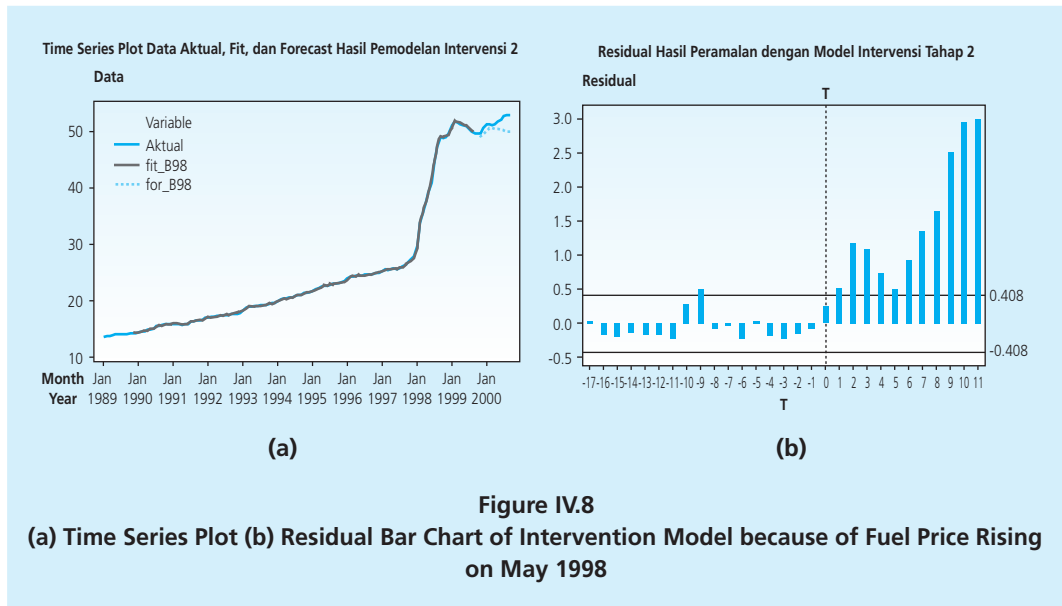 Time Series Plot Data Aktual, Fit, dan Forecast Hasil Pemodelan Intervensi 2
Data
Variable
Aktual
fit_B98
for_B98
50
40
30
20
10
Month Jan Jan Jan Jan Jan Jan Jan Jan Jan Jan Jan Jan
Year 1989 1990 1991 1992 1993 1994 1995 1996 1997 1998 1999 2000
(a)
Residual Hasil Peramalan dengan Model Intervensi Tahap 2
Residual
T
3.0
2.5
2.0
1.5
1.0
0.5
0.0
-0.5
0.408
-0.408
-17 -16 -15 -14 -13 -12 -11 -10 -9 -8 -7 -6 -5 -4 -3 -2 -1 0 1 2 3 4 5 6 7 8 9 10 11
T
(b)
Figure IV.8
(a) Time Series Plot (b) Residual Bar Chart of Intervention Model because of Fuel Price Rising
on May 1998